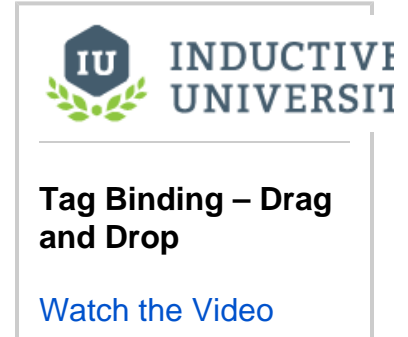 IU
INDUCTIVE
UNIVERSIT
Tag Binding – Drag
and Drop
Watch the Video